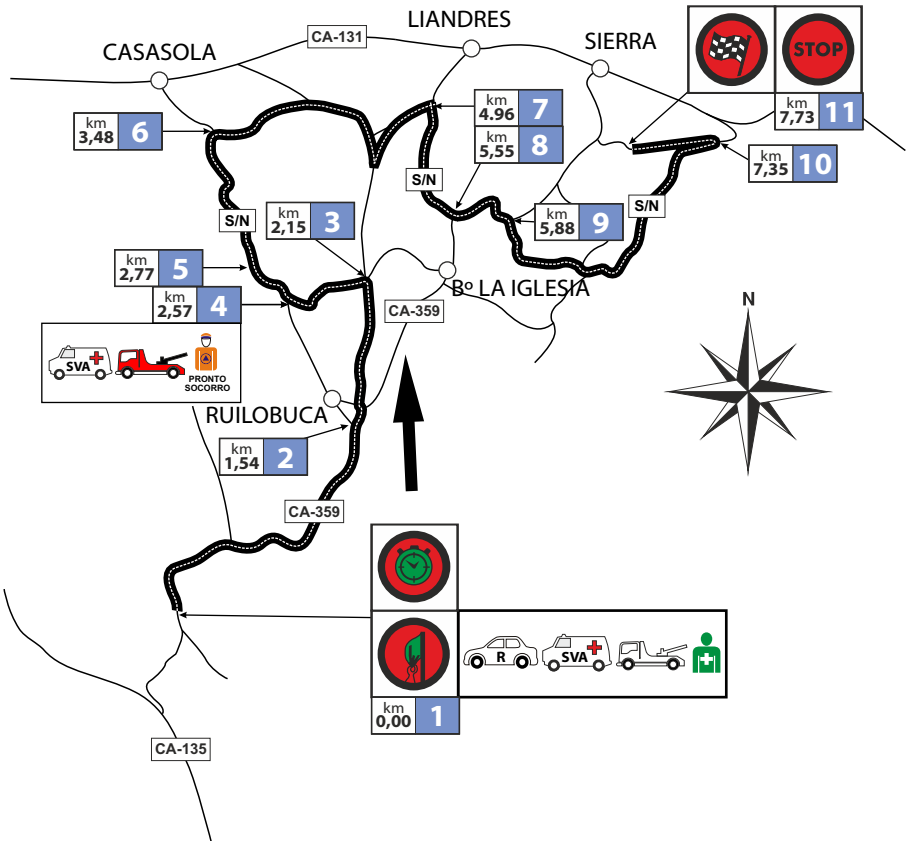 LIANDRES
CA-131
SIERRA
CASASOLA
STOP
km
7,73
11
km
4.96
7
km
3,48
6
km
5,55
8
km
7,35
10
S/N
S/N
S/N
km
2,15
3
km
5,88
9
km
2,77
5
km
2,57
4
Bº LA IGLESIA
CA-359
N
SVA
PRONTO
SOCORRO
RUILOBUCA
km
1,54
2
CA-359
R
SVA
km
0,00
1
CA-135